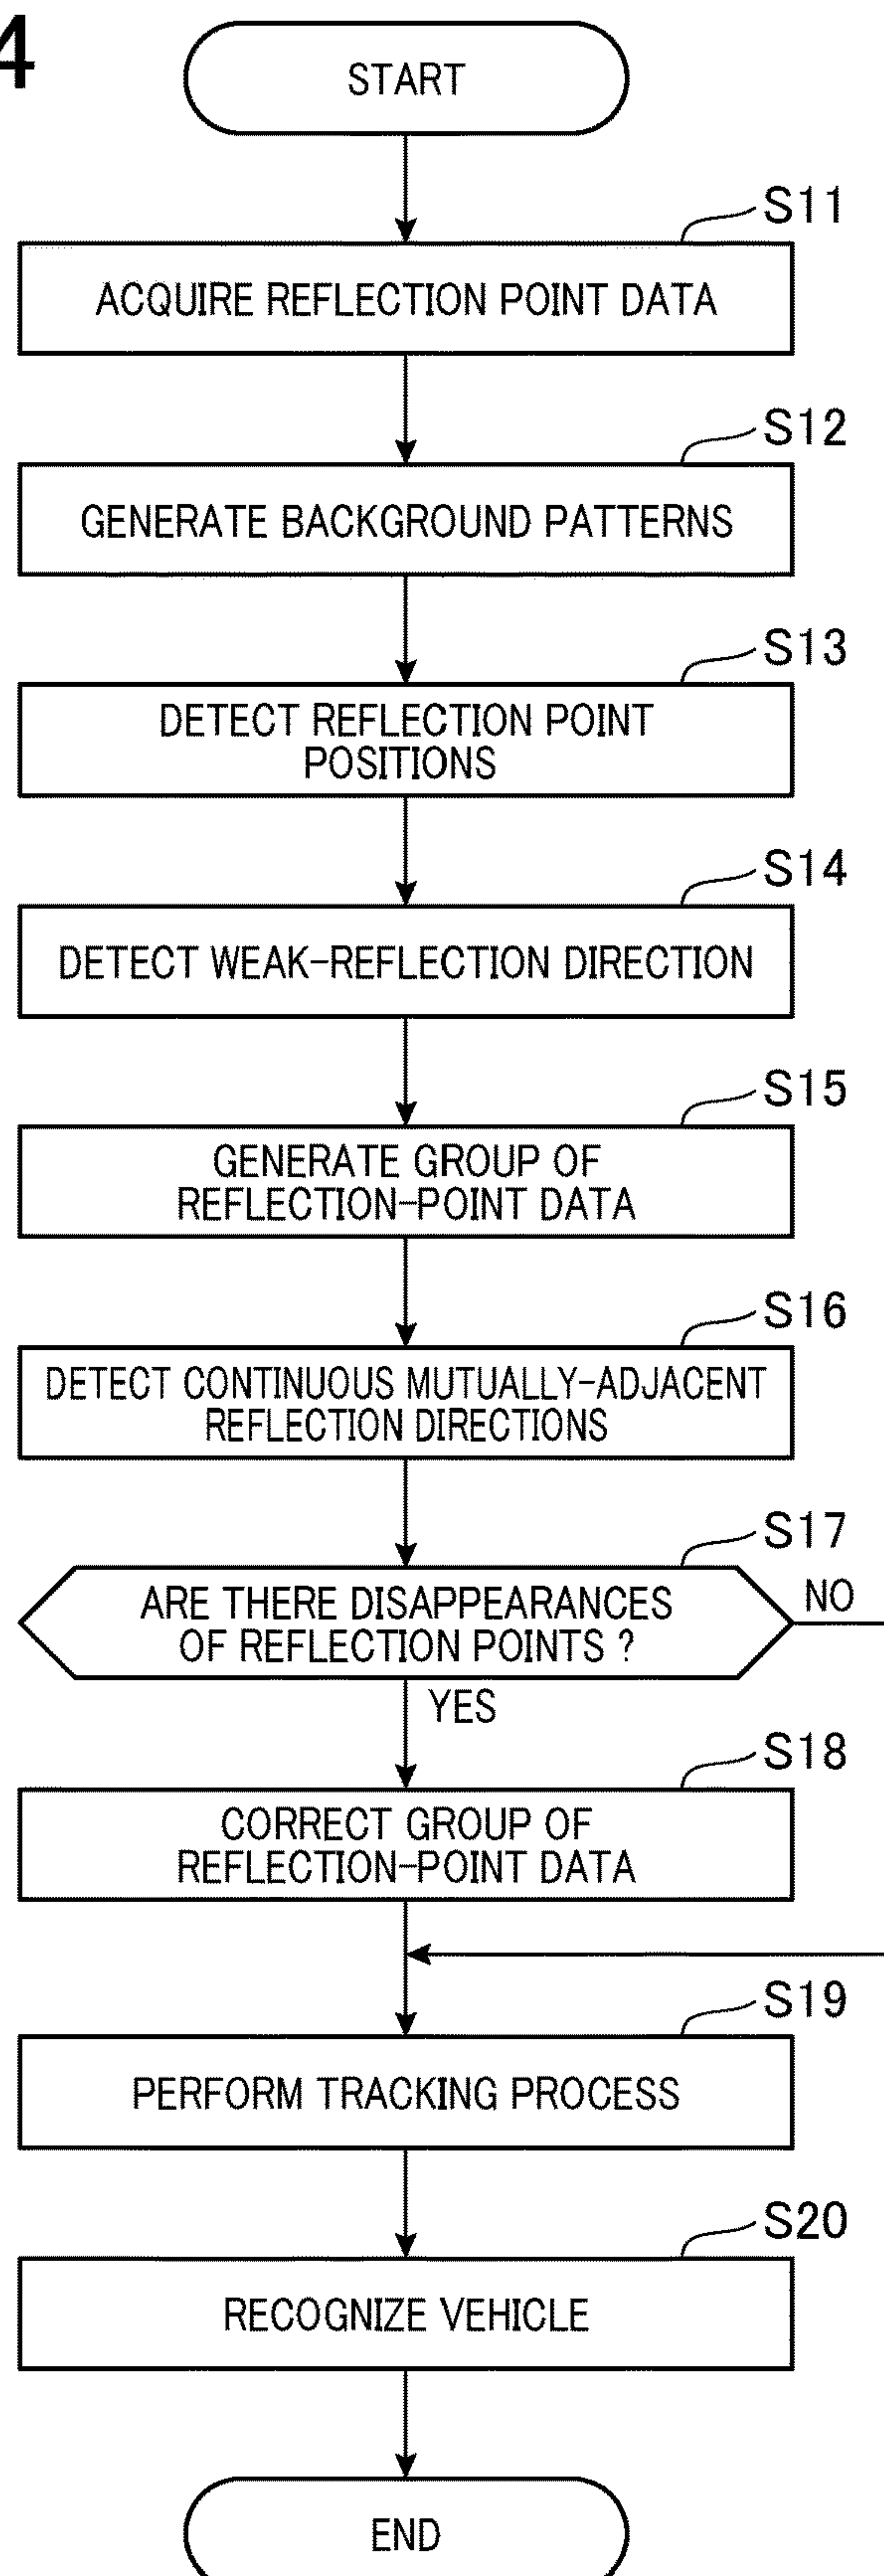 4
START
S11
ACQUIRE REFLECTION POINT DATA
S12
GENERATE BACKGROUND PATTERNS
S13
DETECT REFLECTION POINT
POSITIONS
S14
DETECT WEAK-REFLECTION DIRECTION
S15
GENERATE GROUP OF
REFLECTION-POINT DATA
S16
DETECT CONTINUOUS MUTUALLY-ADJACENT
REFLECTION DIRECTIONS
S17
ARE THERE DISAPPEARANCES
OF REFLECTION POINTS ?
NO
YES
S18
CORRECT GROUP OF
REFLECTION-POINT DATA
S19
PERFORM TRACKING PROCESS
S20
RECOGNIZE VEHICLE
END